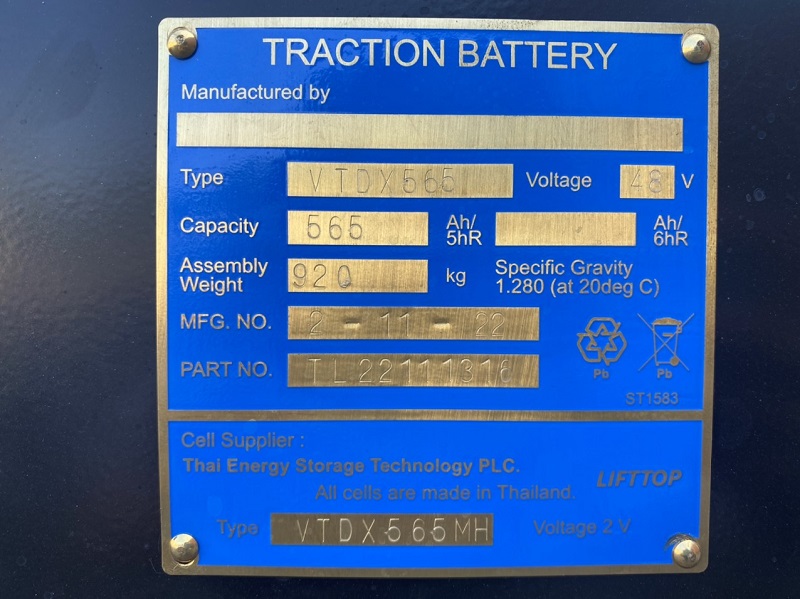 TRACTION BATTERY
Manufactured by
Type VTDX565 Voltage 48 V
Capacity 565 Ah/5hR Ah/6hR
Assembly Weight 920 kg Specific Gravity
1.280 (at 20deg C)
MFG. NO. 2 - 11 - 22
PART NO. TL22111316
Pb Pb
ST1583
Cell Supplier :
Thai Energy Storage Technology PLC.
LIFTTOP
All cells are made in Thailand.
Type VTDX565MH Voltage 2 V